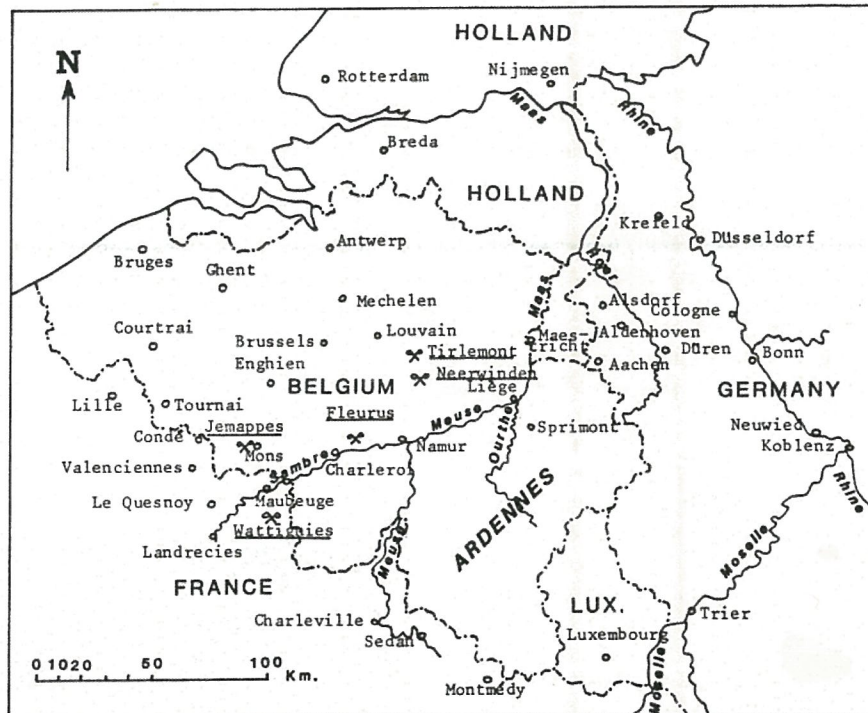 HOLLAND
N
Rotterdam
Nijmegen
Maas
Rhine
Breda
HOLLAND
Krefeld
Düsseldorf
Bruges
Antwerp
Ghent
Roer
Mechelen
Maas
Alsdorf
Cologne
Courtrai
Brussels
Louvain
Maes-
tricht
Aldenhoven
Tirlemont
Düren
Bonn
Enghien
Neerwinden
Aachen
BELGIUM
Liége
GERMANY
Lille
Tournai
Fleurus
Meuse
Jemappes
Neuwied
Condé
Mons
Namur
Ourthe
Sprimont
Koblenz
Valenciennes
Sambre
Charleroi
Le Quesnoy
Maubeuge
ARDENNES
Rhine
Wattignies
Landrecies
Meuse
Moselle
FRANCE
LUX.
Charleville
Trier
Sedan
Luxembourg
Moselle
0 10 20 50 100
Km.
Montmédy